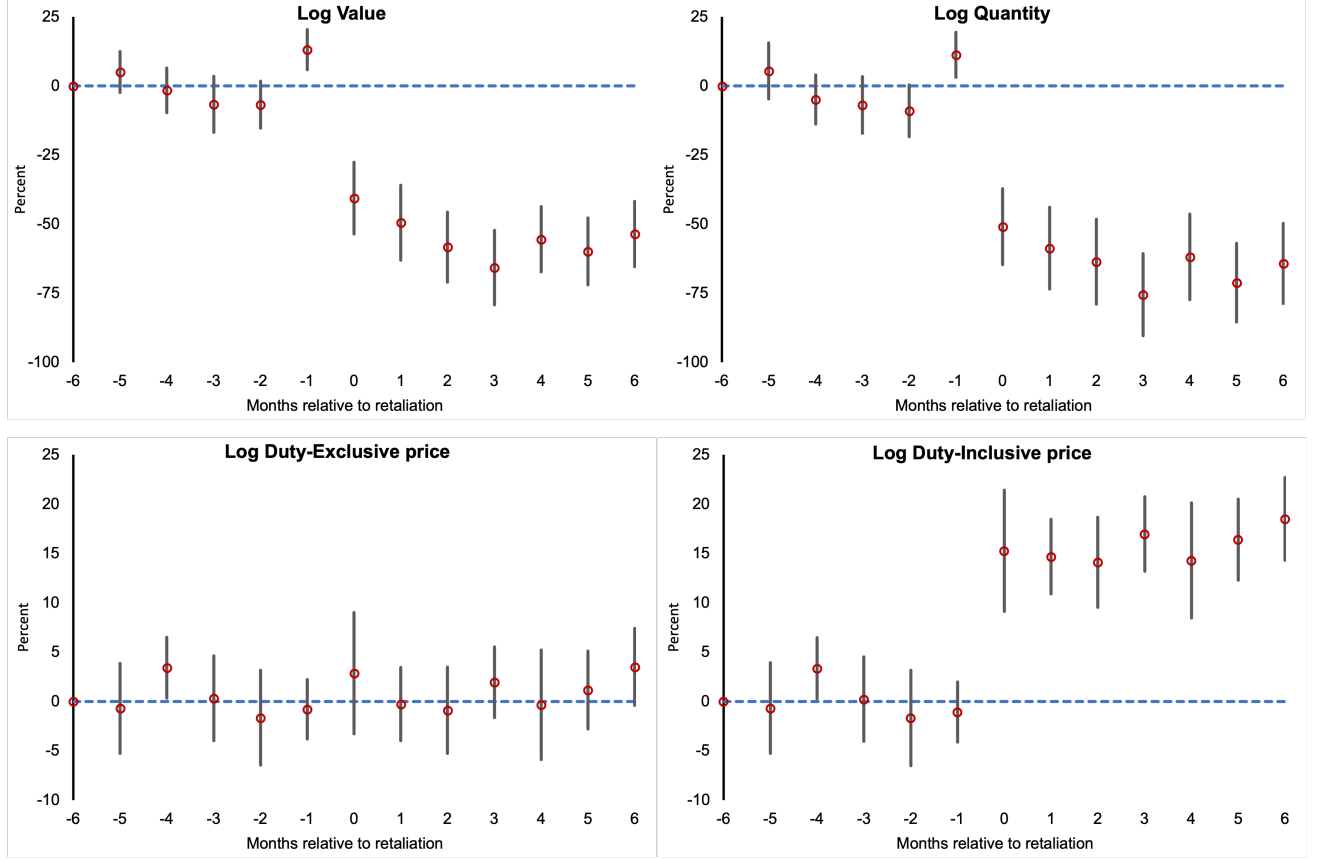 Log Value
25
0
-25
-50
-75
-100
Percent
-6 -5 -4 -3 -2 -1 0 1 2 3 4 5 6
Months relative to retaliation
Log Quantity
25
0
-25
-50
-75
-100
Percent
-6 -5 -4 -3 -2 -1 0 1 2 3 4 5 6
Months relative to retaliation
Log Duty-Exclusive price
25
20
15
10
5
0
-5
-10
Percent
-6 -5 -4 -3 -2 -1 0 1 2 3 4 5 6
Months relative to retaliation
Log Duty-Inclusive price
25
20
15
10
5
0
-5
-10
Percent
-6 -5 -4 -3 -2 -1 0 1 2 3 4 5 6
Months relative to retaliation